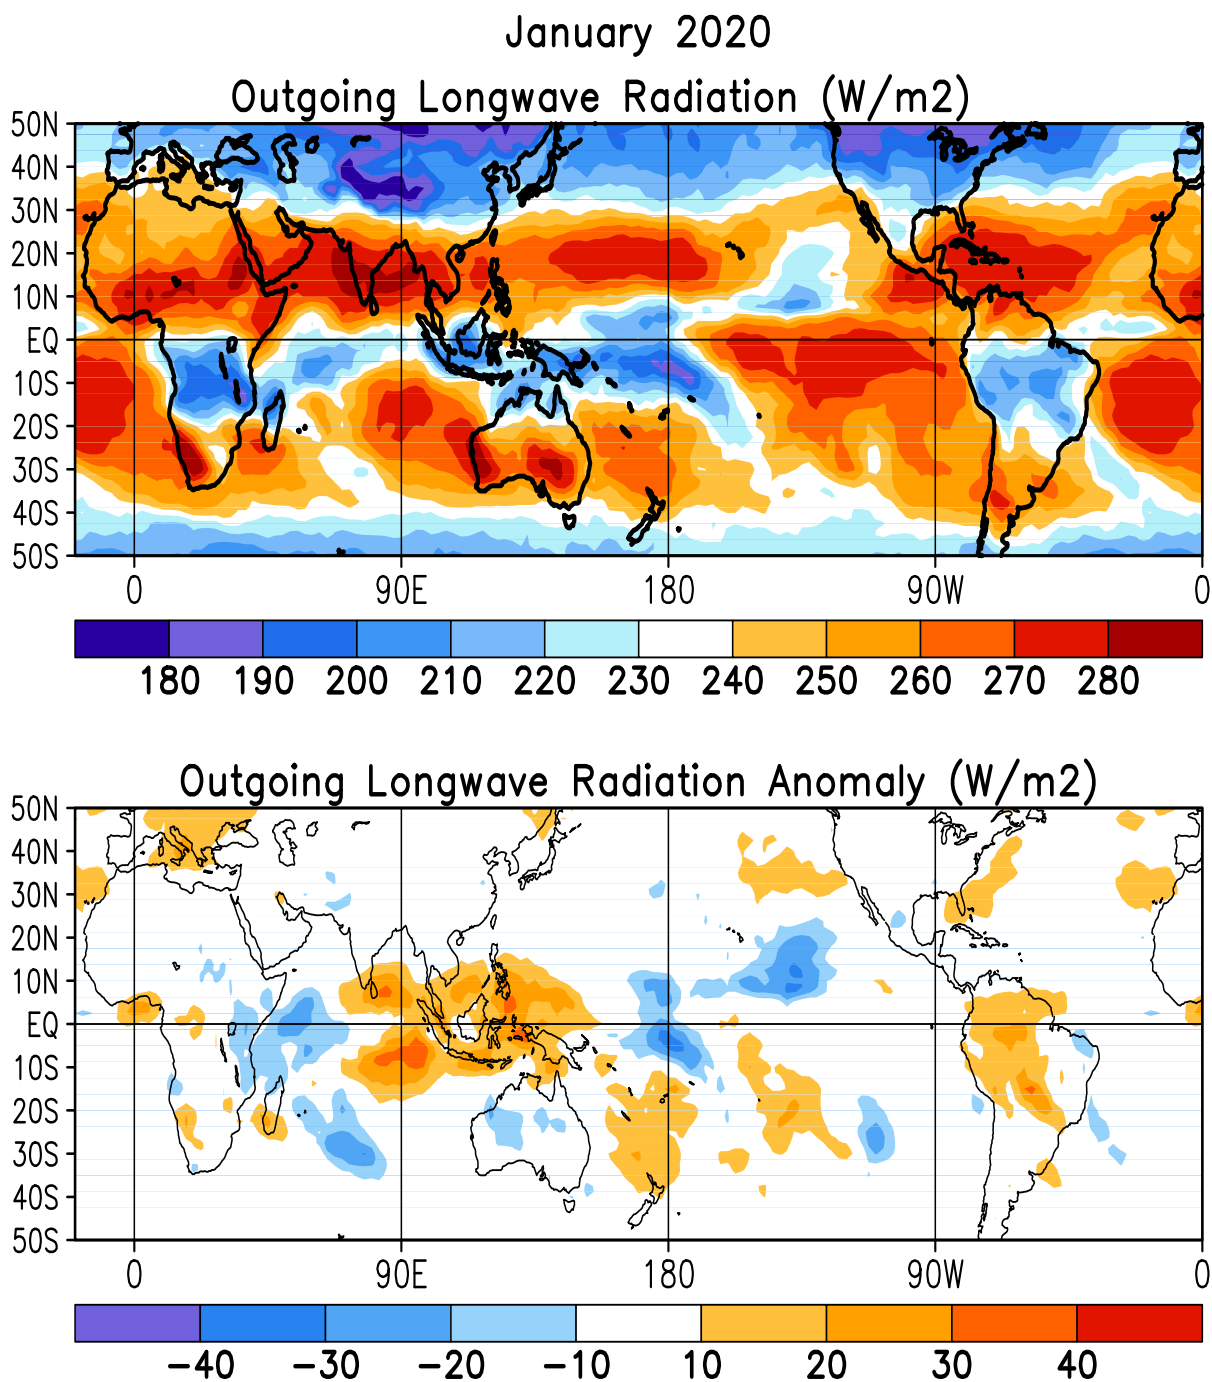 January 2020
Outgoing Longwave Radiation (W/m2)
50N
40N
30N
20N
10N
EQ
10S
20S
30S
40S
50S
0 90E 180 90W 0
180 190 200 210 220 230 240 250 260 270 280
Outgoing Longwave Radiation Anomaly (W/m2)
50N
40N
30N
20N
10N
EQ
10S
20S
30S
40S
50S
0 90E 180 90W 0
-40 -30 -20 -10 10 20 30 40